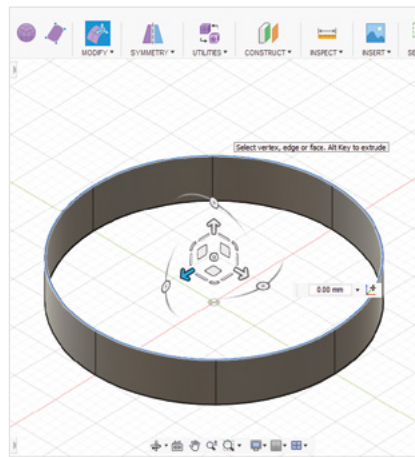 MODIFY ▾ SYMMETRY ▾ UTILITIES ▾ CONSTRUCT ▾ INSPECT ▾ INSERT ▾
Select vertex, edge or face. Alt Key to extrude
0.00 mm